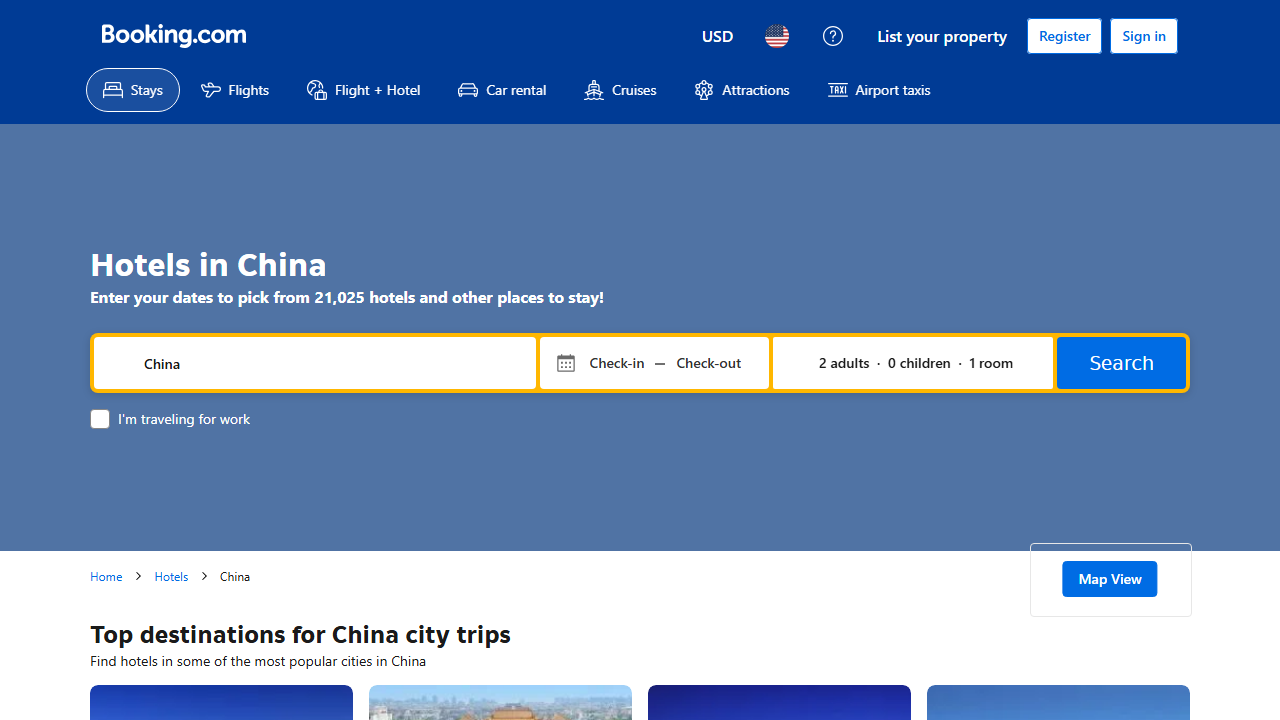 Booking.com
USD
List your property
Register
Sign in
Stays
Flights
Flight + Hotel
Car rental
Cruises
Attractions
TAXI
Airport taxis
Hotels in China
Enter your dates to pick from 21,025 hotels and other places to stay!
China
Check-in — Check-out
2 adults · 0 children · 1 room
Search
I'm traveling for work
Home
Hotels
China
Map View
Top destinations for China city trips
Find hotels in some of the most popular cities in China